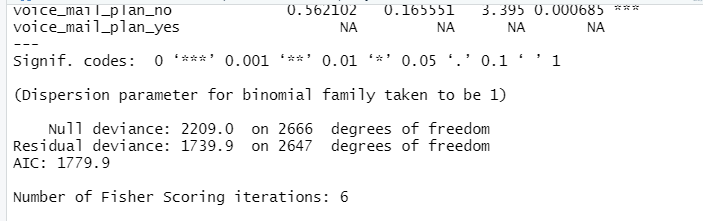 voice_mail_plan_no 0.562102 0.165551 3.395 0.000685 ***
voice_mail_plan_yes NA NA NA NA
---
Signif. codes: 0 ‘***’ 0.001 ‘**’ 0.01 ‘*’ 0.05 ‘.’ 0.1 ‘ ’ 1
(Dispersion parameter for binomial family taken to be 1)
Null deviance: 2209.0 on 2666 degrees of freedom
Residual deviance: 1739.9 on 2647 degrees of freedom
AIC: 1779.9
Number of Fisher Scoring iterations: 6